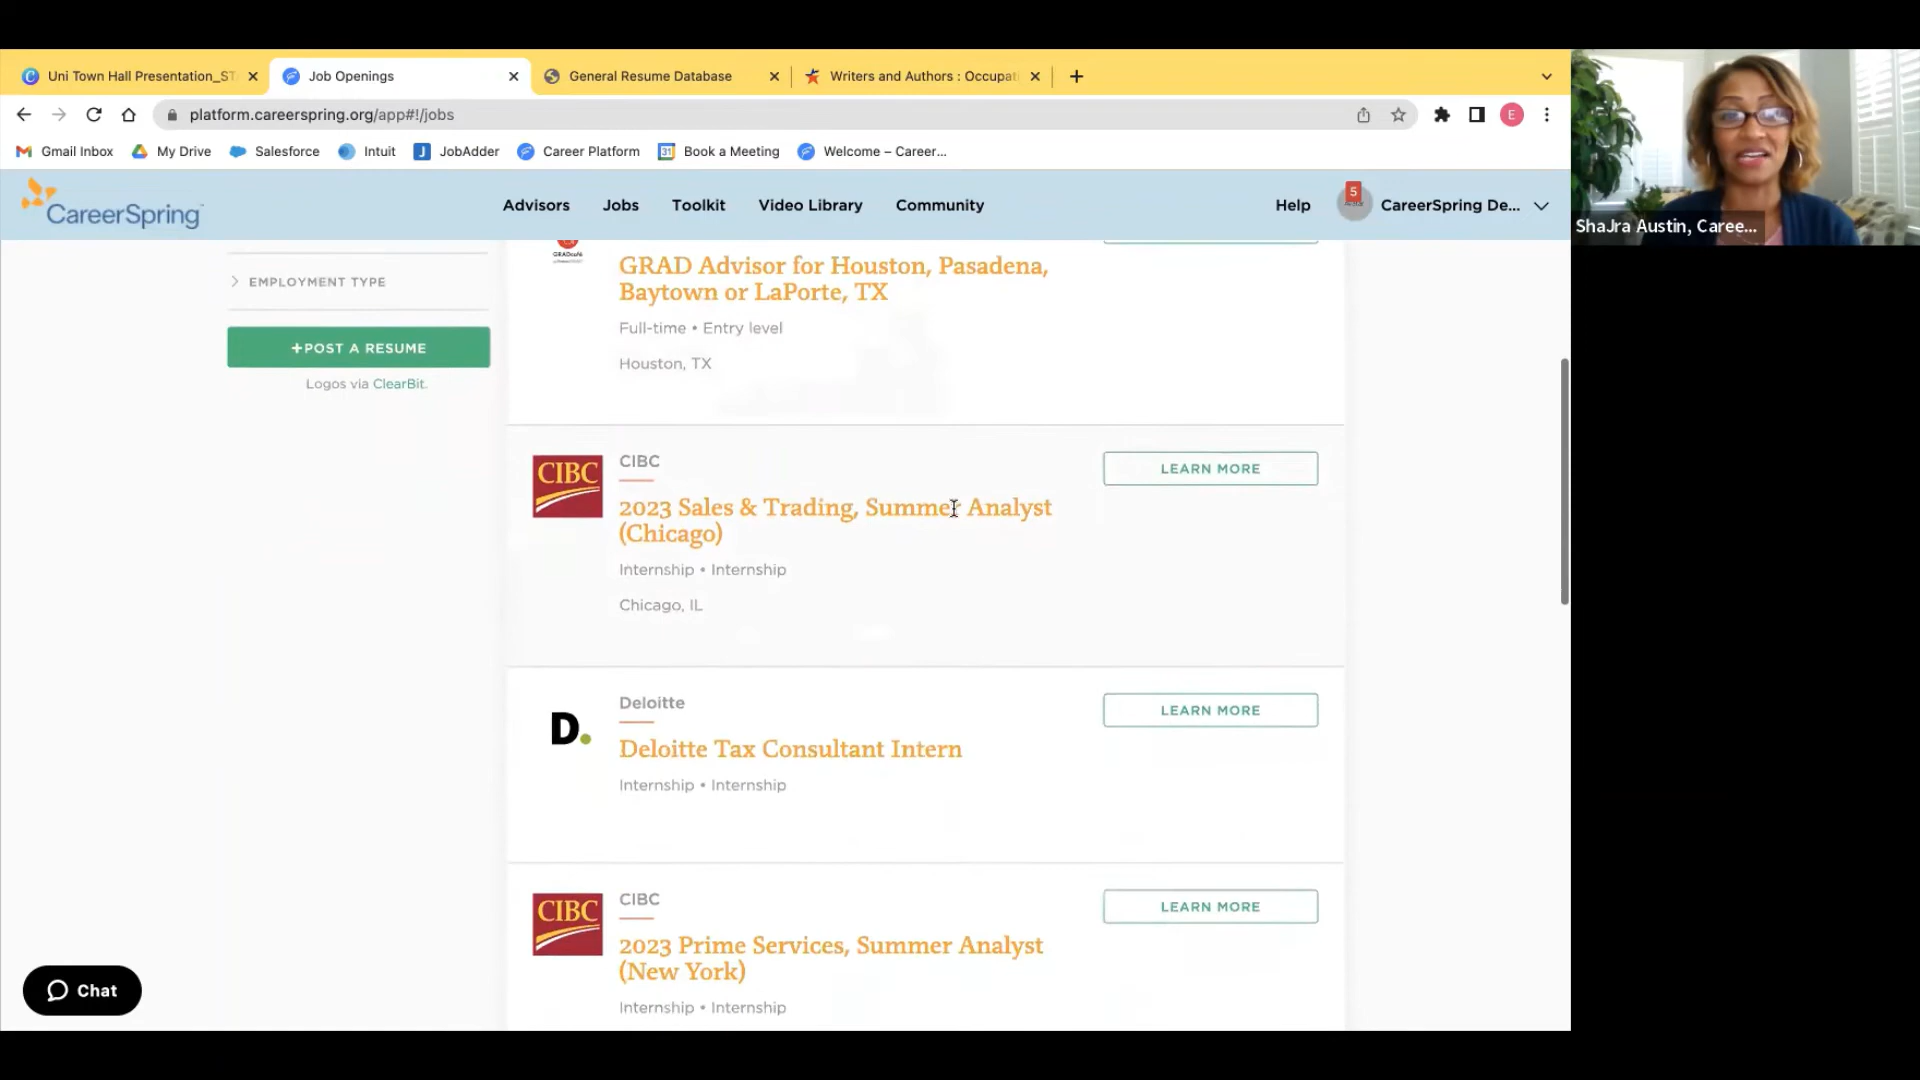 Uni Town Hall Presentation_ST
Job Openings
General Resume Database
Writers and Authors : Occupat
platform.careerspring.org/app#!/jobs
E
Gmail Inbox
My Drive
Salesforce
Intuit
J
JobAdder
Career Platform
31
Book a Meeting
Welcome – Career...
CareerSpring
Advisors
Jobs
Toolkit
Video Library
Community
Help
5
CareerSpring De...
ShaJra Austin, Caree...
EMPLOYMENT TYPE
+POST A RESUME
Logos via ClearBit.
GRAD Advisor for Houston, Pasadena,
Baytown or LaPorte, TX
Full-time • Entry level
Houston, TX
CIBC
CIBC
LEARN MORE
2023 Sales & Trading, Summer Analyst
(Chicago)
Internship • Internship
Chicago, IL
D.
Deloitte
LEARN MORE
Deloitte Tax Consultant Intern
Internship • Internship
CIBC
CIBC
LEARN MORE
2023 Prime Services, Summer Analyst
(New York)
Internship • Internship
Chat